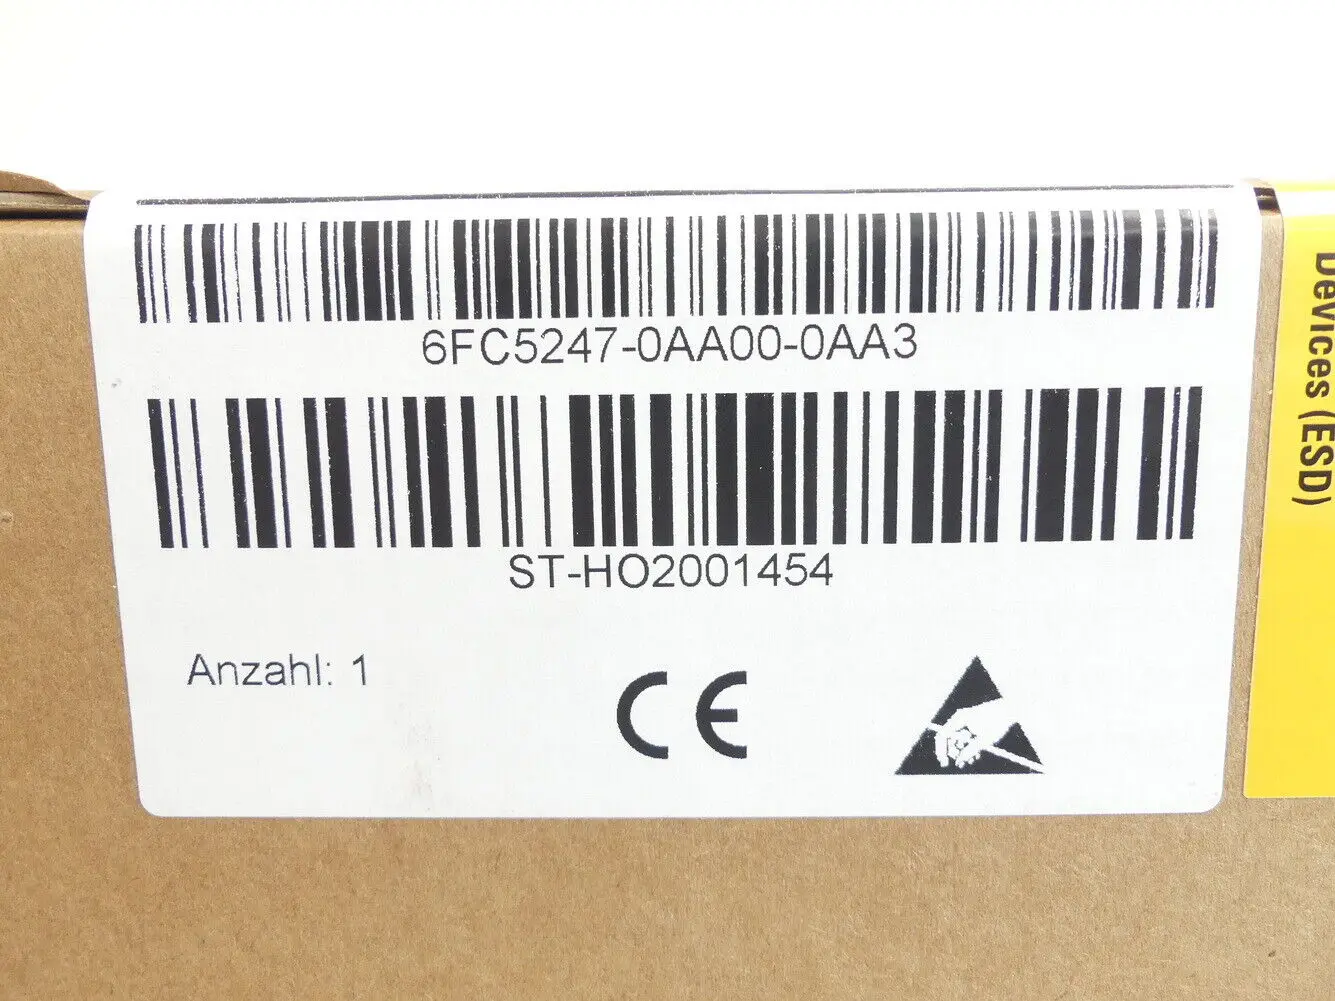 6FC5247-0AA00-0AA3
ST-HO2001454
Anzahl: 1
CE
Devices (ESD)